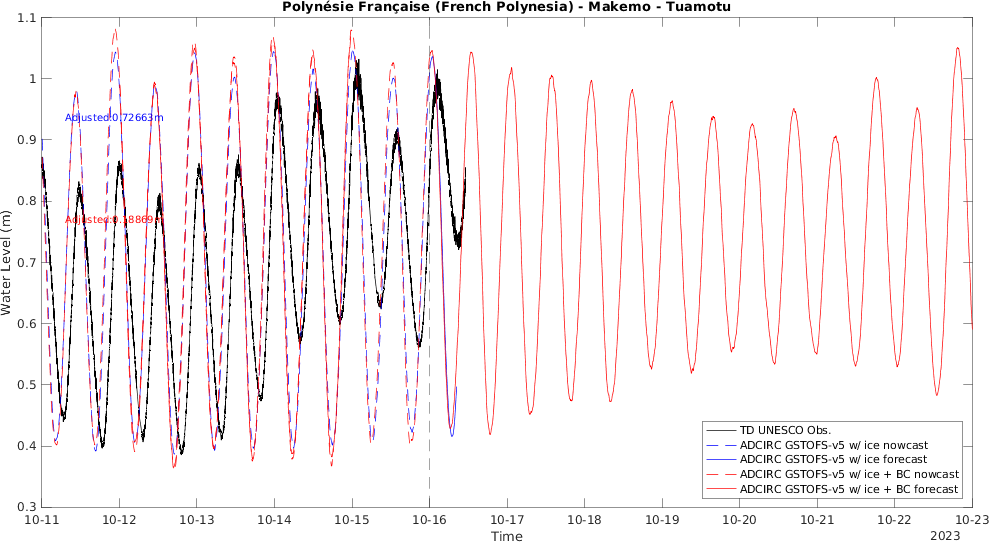 Polynésie Française (French Polynesia) - Makemo - Tuamotu
1.1
1
0.9
0.8
0.7
0.6
0.5
0.4
0.3
Water Level (m)
Adjusted:0.72663m
Adjusted:0.18869m
TD UNESCO Obs.
ADCIRC GSTOFS-v5 w/ ice nowcast
ADCIRC GSTOFS-v5 w/ ice forecast
ADCIRC GSTOFS-v5 w/ ice + BC nowcast
ADCIRC GSTOFS-v5 w/ ice + BC forecast
10-11 10-12 10-13 10-14 10-15 10-16 10-17 10-18 10-19 10-20 10-21 10-22 10-23
Time
2023